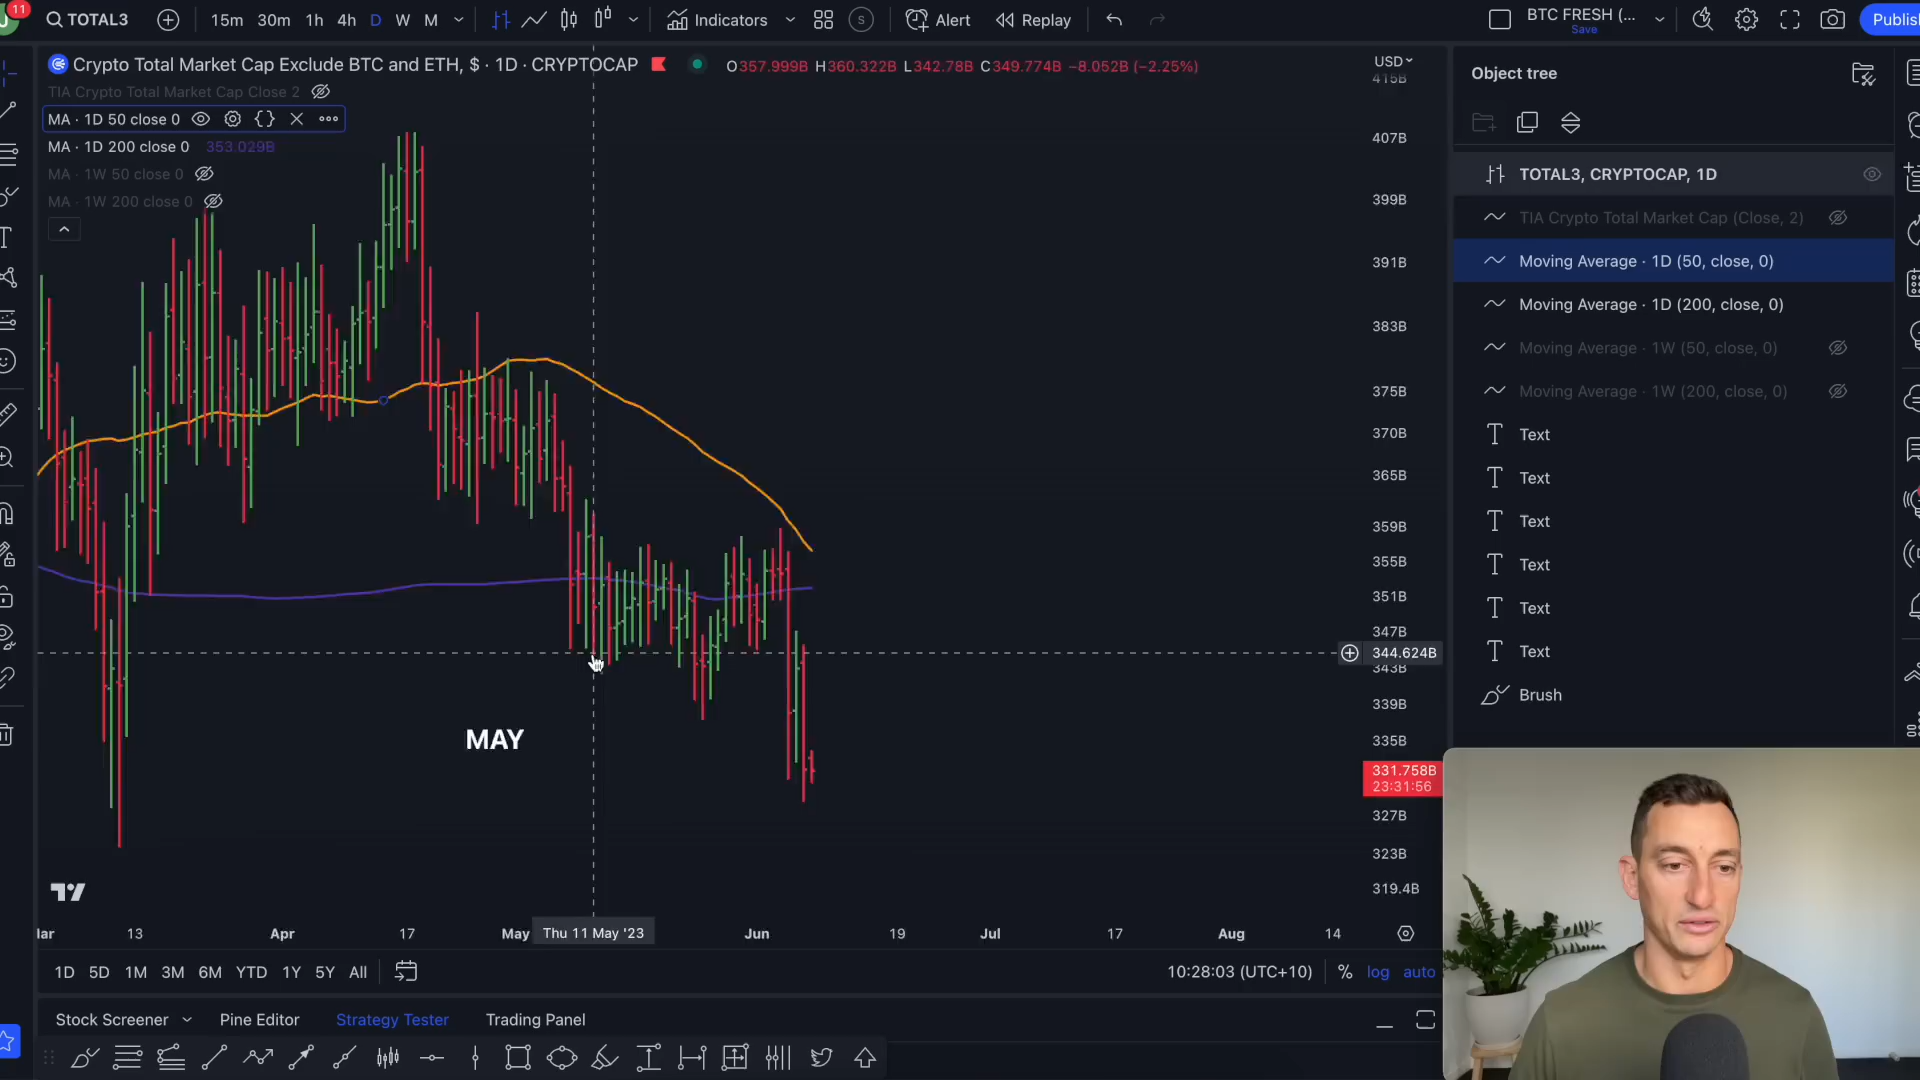 11
TOTAL3
15m 30m 1h 4h D W M
Indicators
S
Alert
Replay
BTC FRESH (...
Save
Publis
Crypto Total Market Cap Exclude BTC and ETH, $ · 1D · CRYPTOCAP
O357.999B H360.322B L342.78B C349.774B −8.052B (−2.25%)
TIA Crypto Total Market Cap Close 2
MA · 1D 50 close 0
MA · 1D 200 close 0 353.029B
MA · 1W 50 close 0
MA · 1W 200 close 0
USD
415B
407B
399B
391B
383B
375B
370B
365B
359B
355B
351B
347B
344.624B
343B
339B
335B
331.758B
23:31:56
327B
323B
319.4B
MAY
Object tree
TOTAL3, CRYPTOCAP, 1D
TIA Crypto Total Market Cap (Close, 2)
Moving Average · 1D (50, close, 0)
Moving Average · 1D (200, close, 0)
Moving Average · 1W (50, close, 0)
Moving Average · 1W (200, close, 0)
Text
Text
Text
Text
Text
Text
Brush
Iar 13 Apr 17 May Thu 11 May '23 Jun 19 Jul 17 Aug 14
1D 5D 1M 3M 6M YTD 1Y 5Y All
10:28:03 (UTC+10) % log auto
Stock Screener Pine Editor Strategy Tester Trading Panel